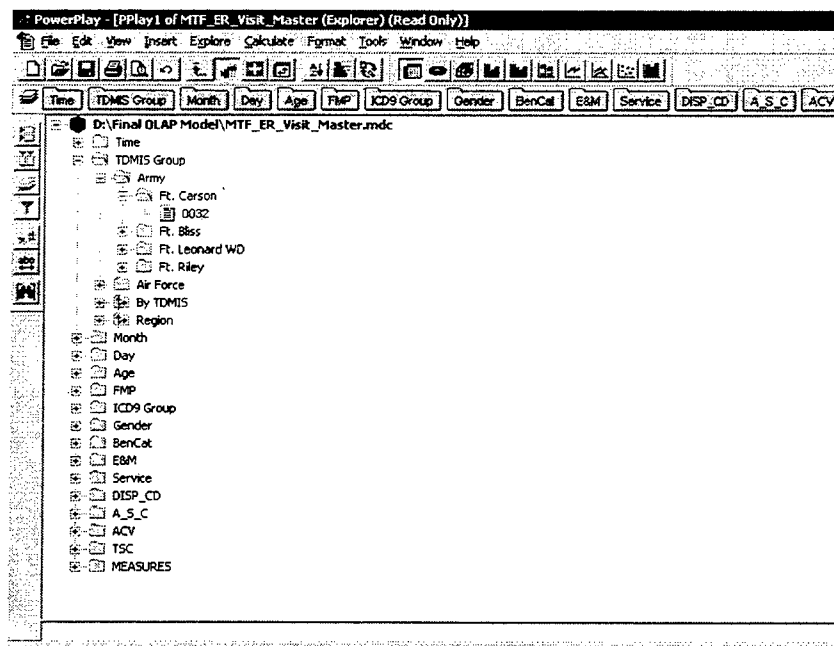 PowerPlay - [PPlay1 of MTF_ER_Visit_Master (Explorer) (Read Only)]
File Edit View Insert Explore Calculate Format Tools Window Help
Time TDMIS Group Month Day Age FMP ICD9 Group Gender BenCat E&M Service DISP_CD A_S_C ACV
D:\Final OLAP Model\MTF_ER_Visit_Master.mdc
Time
TDMIS Group
Army
Ft. Carson
0032
Ft. Bliss
Ft. Leonard WD
Ft. Riley
Air Force
By TDMIS
Region
Month
Day
Age
FMP
ICD9 Group
Gender
BenCat
E&M
Service
DISP_CD
A_S_C
ACV
TSC
MEASURES